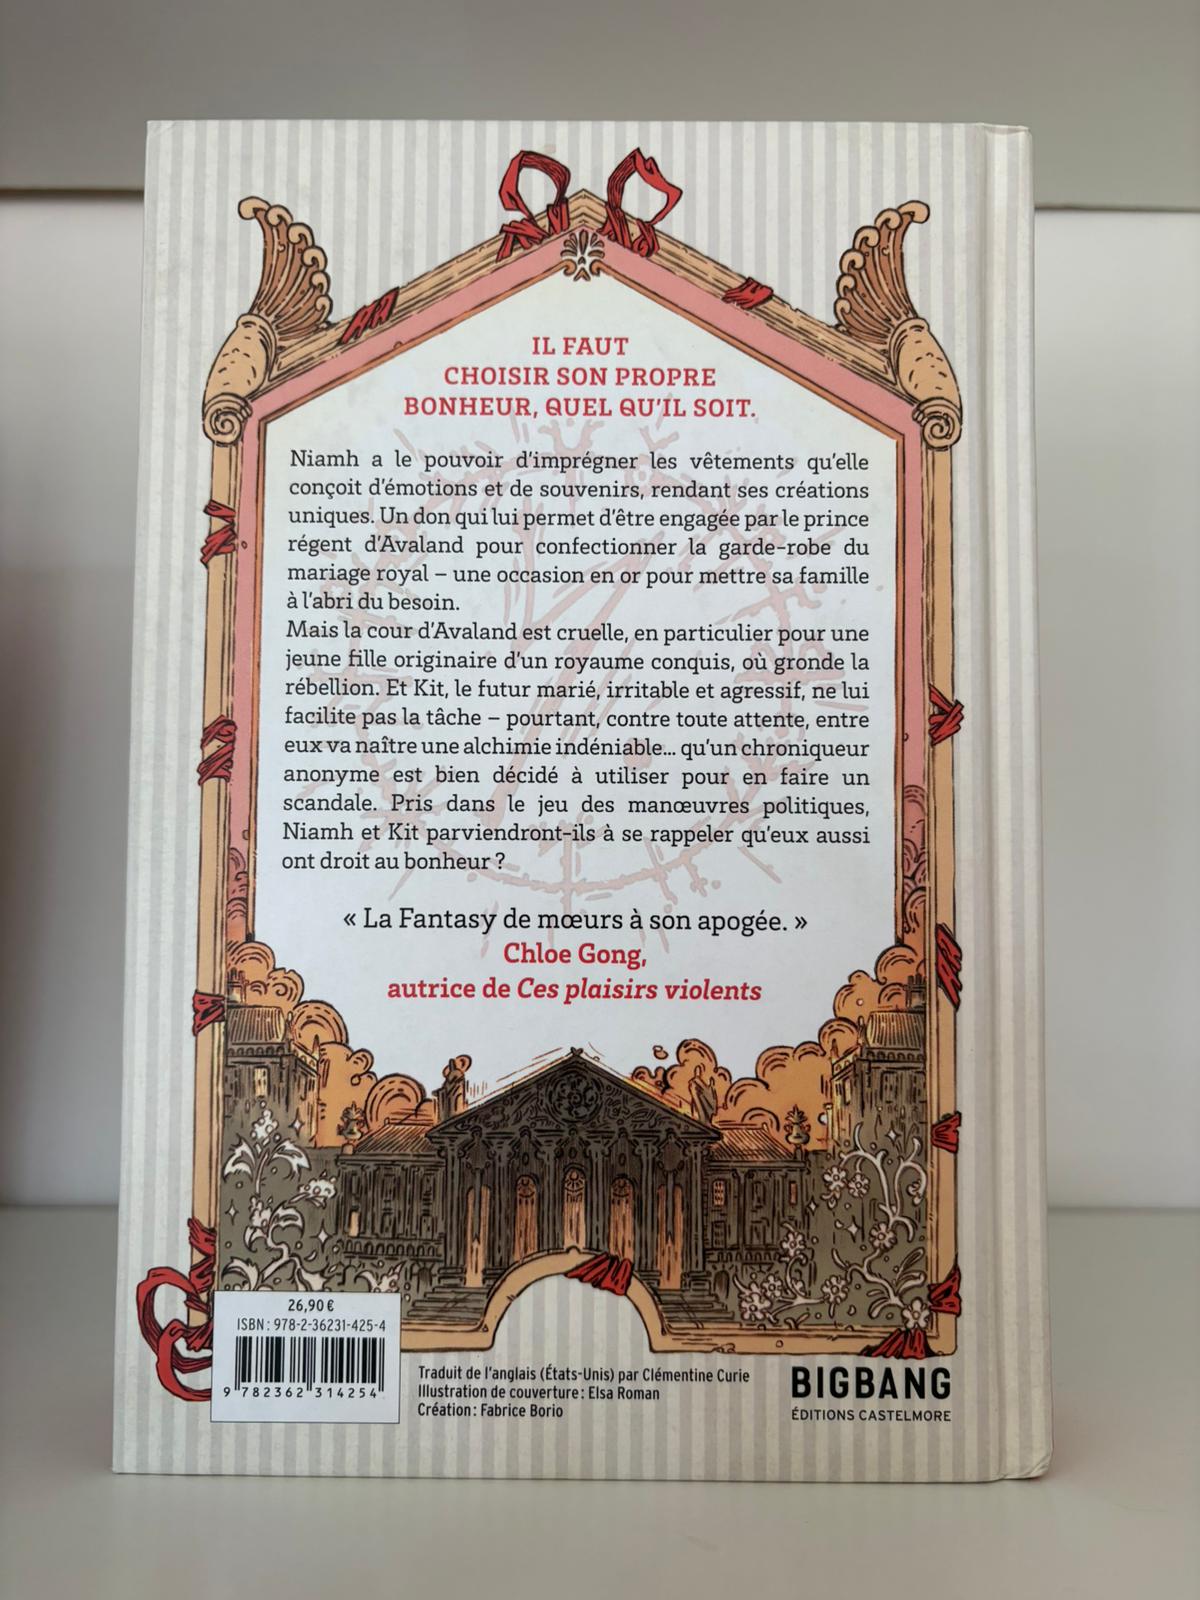 IL FAUT
CHOISIR SON PROPRE
BONHEUR, QUEL QU'IL SOIT.
Niamh a le pouvoir d'imprégner les vêtements qu'elle
conçoit d'émotions et de souvenirs, rendant ses créations
uniques. Un don qui lui permet d'être engagée par le prince
régent d'Avaland pour confectionner la garde-robe du
mariage royal – une occasion en or pour mettre sa famille
à l'abri du besoin.
Mais la cour d'Avaland est cruelle, en particulier pour une
jeune fille originaire d'un royaume conquis, où gronde la
rébellion. Et Kit, le futur marié, irritable et agressif, ne lui
facilite pas la tâche – pourtant, contre toute attente, entre
eux va naître une alchimie indéniable... qu'un chroniqueur
anonyme est bien décidé à utiliser pour en faire un
scandale. Pris dans le jeu des manœuvres politiques,
Niamh et Kit parviendront-ils à se rappeler qu'eux aussi
ont droit au bonheur ?
« La Fantasy de mœurs à son apogée. »
Chloe Gong,
autrice de Ces plaisirs violents
26,90 €
ISBN : 978-2-36231-425-4
9 782362 314254
Traduit de l'anglais (États-Unis) par Clémentine Curie
Illustration de couverture : Elsa Roman
Création : Fabrice Borio
BIGBANG
ÉDITIONS CASTELMORE